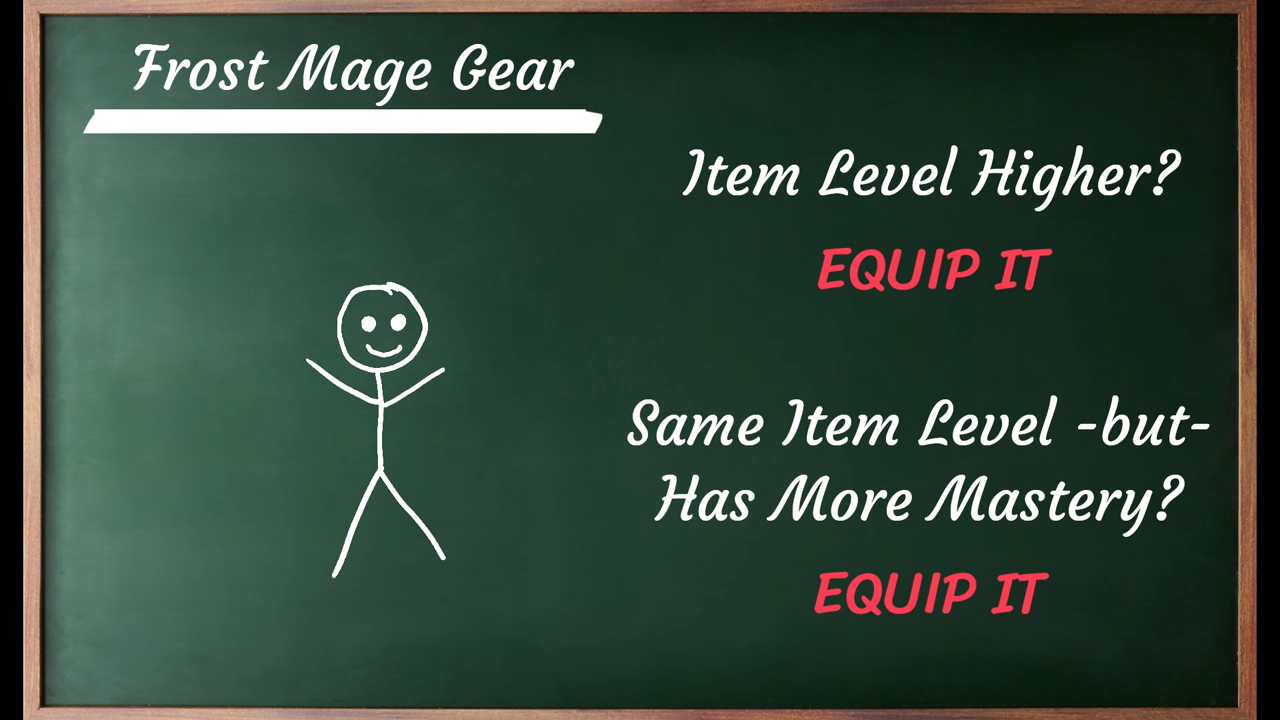 Frost Mage Gear
Item Level Higher?
EQUIP IT
Same Item Level -but-
Has More Mastery?
EQUIP IT